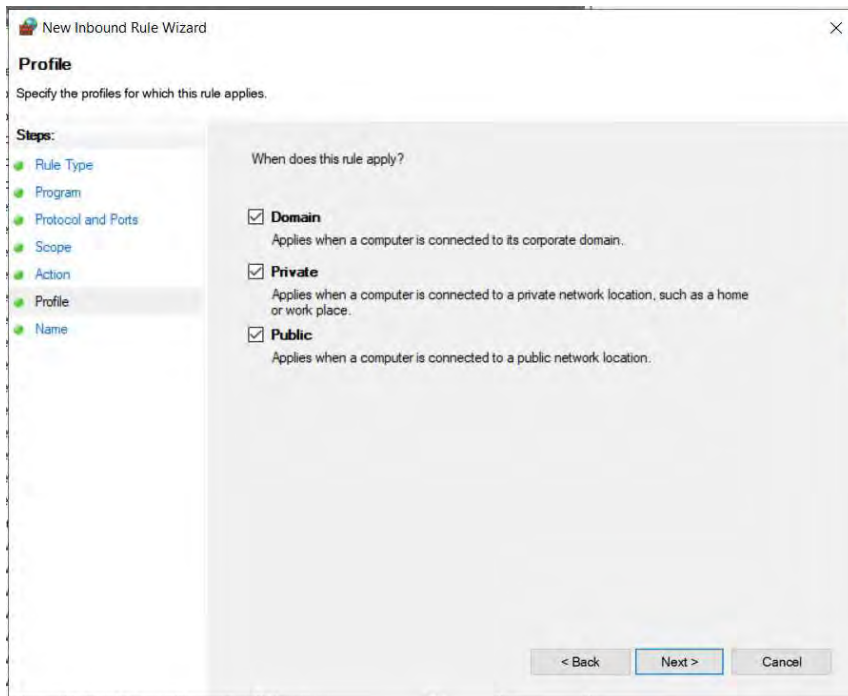 New Inbound Rule Wizard
Profile
Specify the profiles for which this rule applies.
Steps:
Rule Type
Program
Protocol and Ports
Scope
Action
Profile
Name
When does this rule apply?
Domain
Applies when a computer is connected to its corporate domain.
Private
Applies when a computer is connected to a private network location, such as a home
or work place.
Public
Applies when a computer is connected to a public network location.
< Back
Next >
Cancel